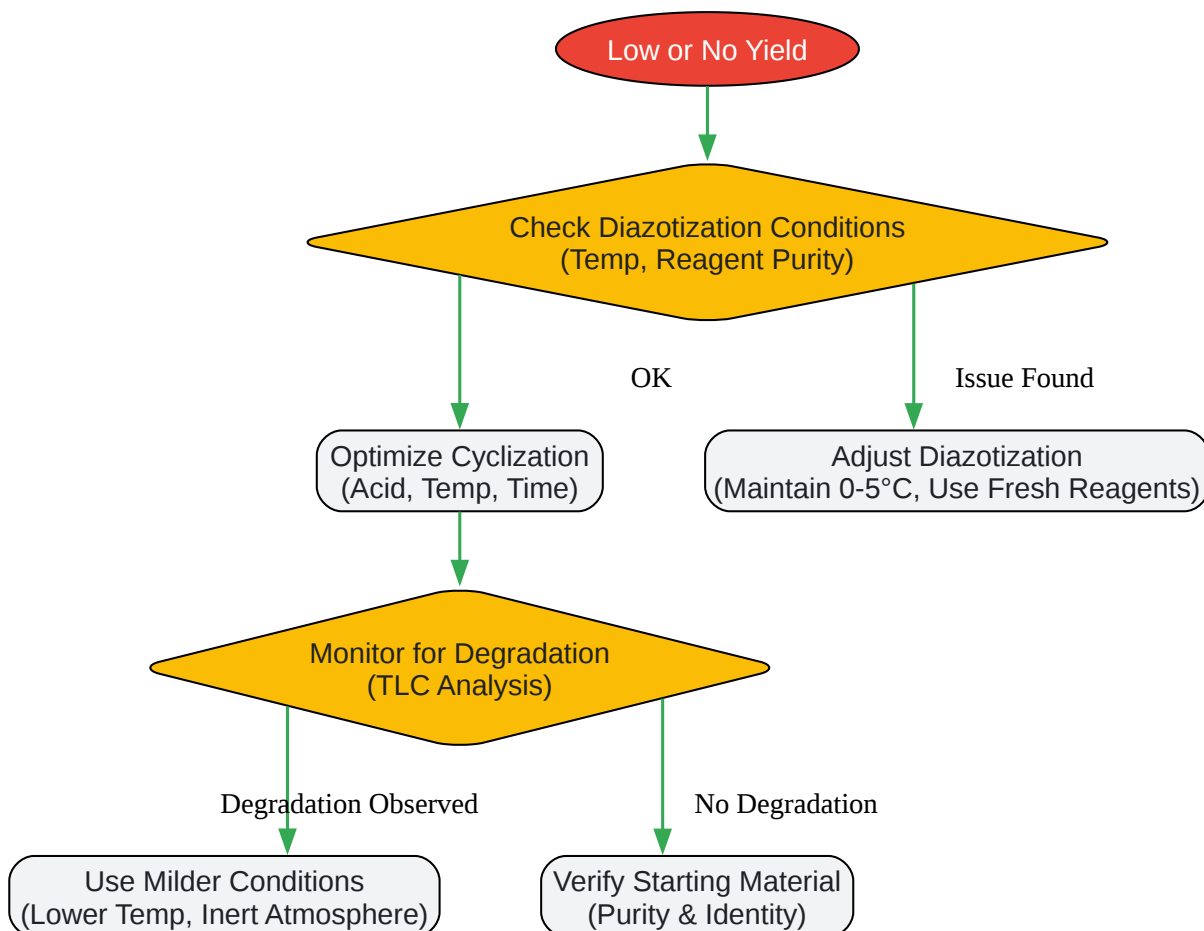 Low or No Yield
Check Diazotization Conditions
(Temp, Reagent Purity)
OK
Issue Found
Optimize Cyclization
(Acid, Temp, Time)
Adjust Diazotization
(Maintain 0-5°C, Use Fresh Reagents)
Monitor for Degradation
(TLC Analysis)
Degradation Observed
No Degradation
Use Milder Conditions
(Lower Temp, Inert Atmosphere)
Verify Starting Material
(Purity & Identity)